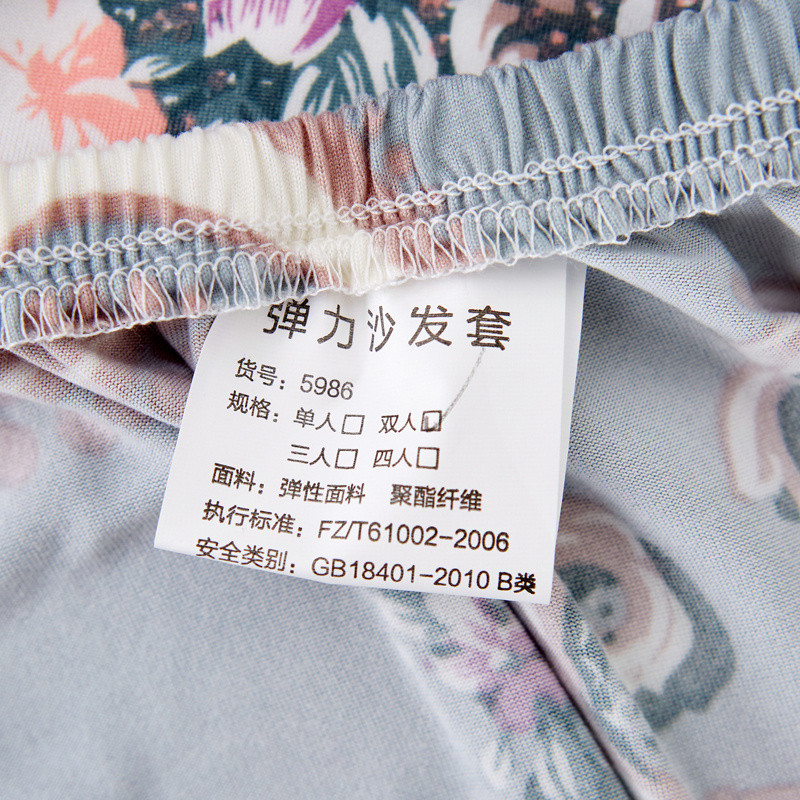 弹力沙发套
货号：5986
规格：单人□ 双人□
三人□ 四人□
面料：弹性面料 聚酯纤维
执行标准：FZ/T61002-2006
安全类别：GB18401-2010 B类